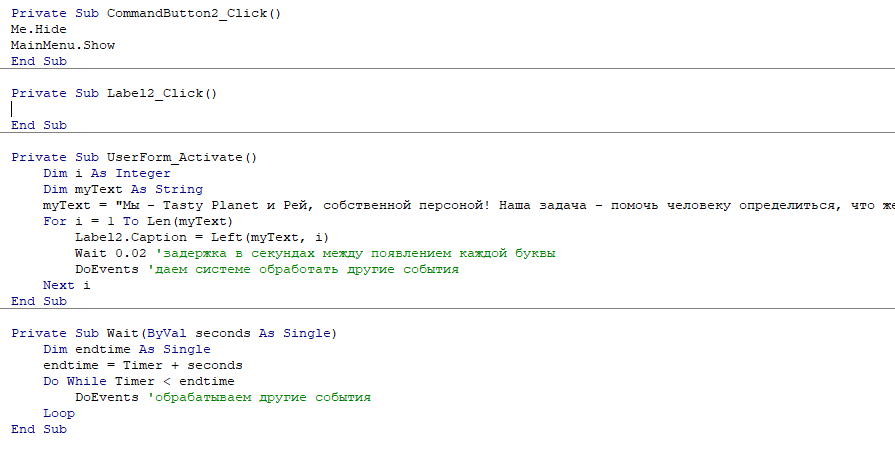 Private Sub CommandButton2_Click()
Me.Hide
MainMenu.Show
End Sub
Private Sub Label2_Click()
End Sub
Private Sub UserForm_Activate()
Dim i As Integer
Dim myText As String
myText = "Мы - Tasty Planet и Рей, собственной персоной! Наша задача - помочь человеку определиться, что же
For i = 1 To Len(myText)
Label2.Caption = Left(myText, i)
Wait 0.02 'задержка в секундах между появлением каждой буквы
DoEvents 'даем системе обработать другие события
Next i
End Sub
Private Sub Wait(ByVal seconds As Single)
Dim endtime As Single
endtime = Timer + seconds
Do While Timer < endtime
DoEvents 'обрабатываем другие события
Loop
End Sub